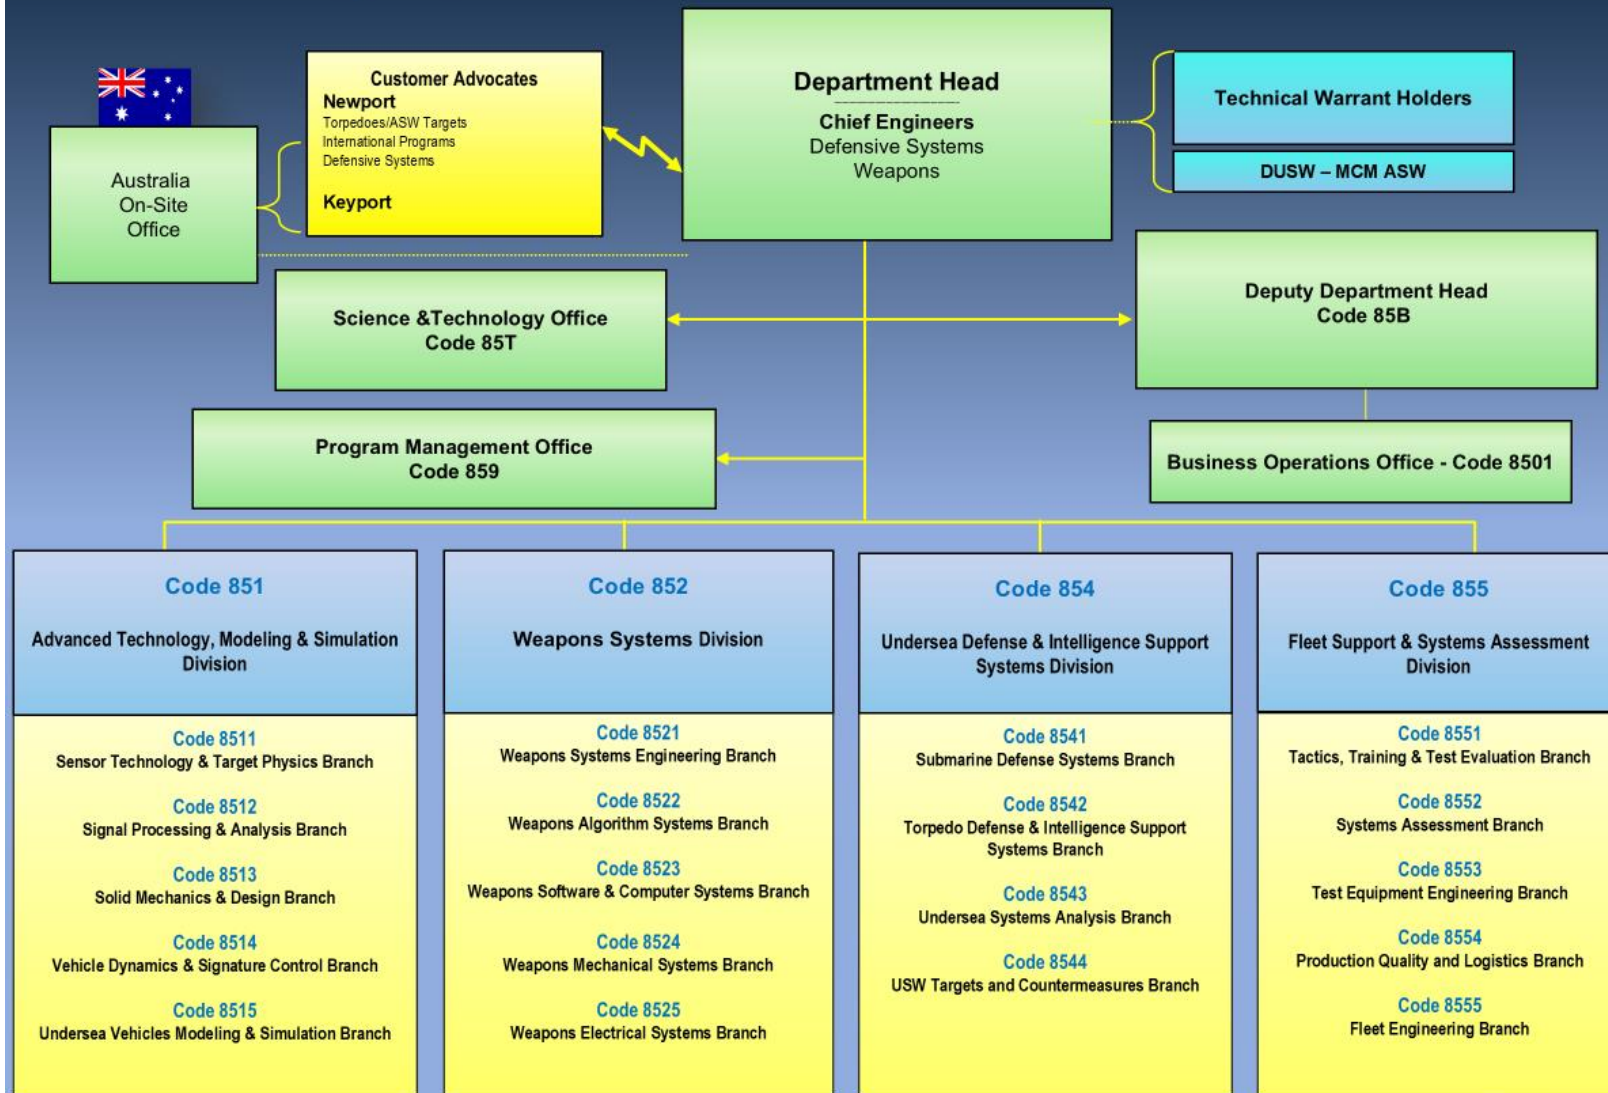 Department Head
Chief Engineers
Defensive Systems
Weapons
Customer Advocates
Newport
Torpedoes/ASW Targets
International Programs
Defensive Systems
Keyport
Australia
On-Site
Office
Technical Warrant Holders
DUSW – MCM ASW
Science &Technology Office
Code 85T
Deputy Department Head
Code 85B
Program Management Office
Code 859
Business Operations Office - Code 8501
Code 851
Advanced Technology, Modeling & Simulation
Division
Code 8511
Sensor Technology & Target Physics Branch
Code 8512
Signal Processing & Analysis Branch
Code 8513
Solid Mechanics & Design Branch
Code 8514
Vehicle Dynamics & Signature Control Branch
Code 8515
Undersea Vehicles Modeling & Simulation Branch
Code 852
Weapons Systems Division
Code 8521
Weapons Systems Engineering Branch
Code 8522
Weapons Algorithm Systems Branch
Code 8523
Weapons Software & Computer Systems Branch
Code 8524
Weapons Mechanical Systems Branch
Code 8525
Weapons Electrical Systems Branch
Code 854
Undersea Defense & Intelligence Support
Systems Division
Code 8541
Submarine Defense Systems Branch
Code 8542
Torpedo Defense & Intelligence Support
Systems Branch
Code 8543
Undersea Systems Analysis Branch
Code 8544
USW Targets and Countermeasures Branch
Code 855
Fleet Support & Systems Assessment
Division
Code 8551
Tactics, Training & Test Evaluation Branch
Code 8552
Systems Assessment Branch
Code 8553
Test Equipment Engineering Branch
Code 8554
Production Quality and Logistics Branch
Code 8555
Fleet Engineering Branch